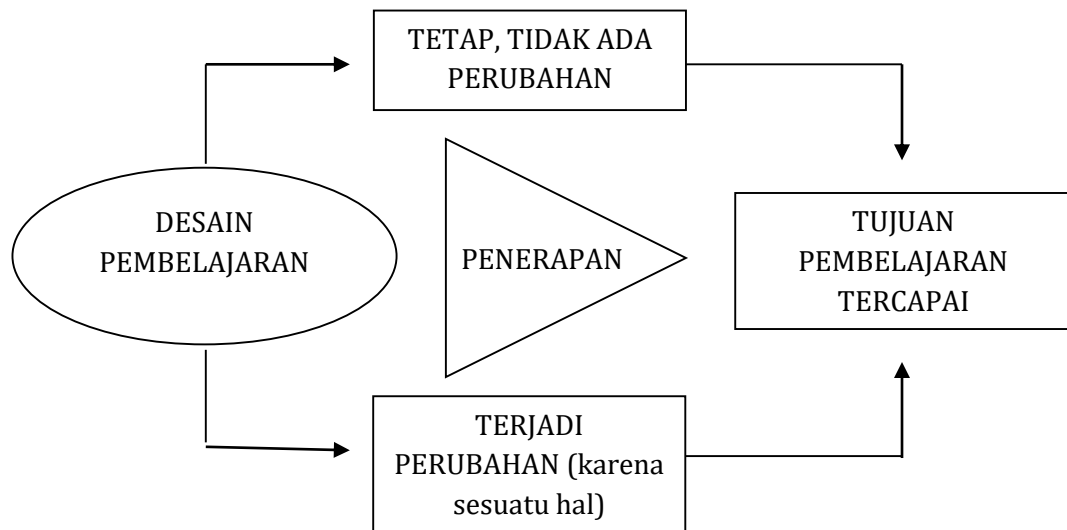 TETAP, TIDAK ADA
PERUBAHAN
DESAIN
PEMBELAJARAN
PENERAPAN
TUJUAN
PEMBELAJARAN
TERCAPAI
TERJADI
PERUBAHAN (karena
sesuatu hal)